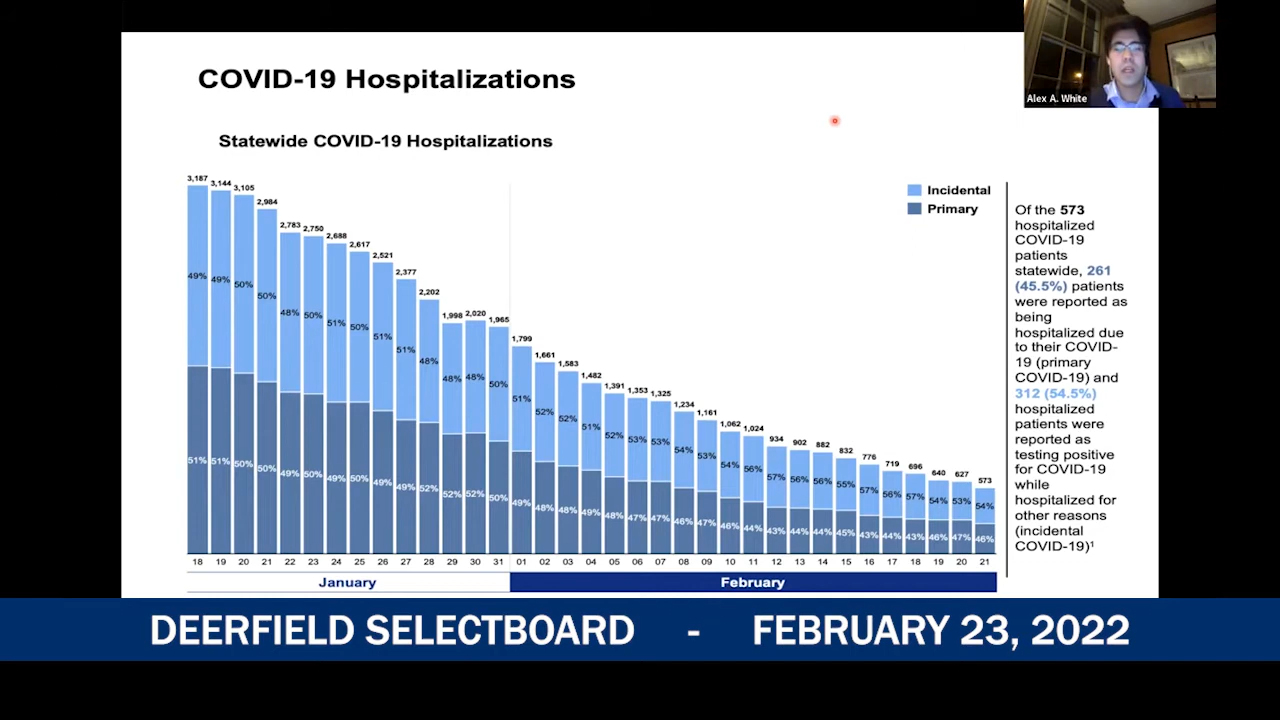 COVID-19 Hospitalizations
Alex A. White
Statewide COVID-19 Hospitalizations
3,187 3,144 3,105 2,984 2,783 2,750 2,688 2,617 2,521 2,377 2,202 1,998 2,020 1,965 1,799 1,661 1,583 1,482 1,391 1,353 1,325 1,234 1,161 1,062 1,024 934 902 882 832 776 719 696 640 627 573
49% 49% 50% 50% 48% 50% 51% 50% 51% 51% 48% 48% 48% 50% 51% 52% 52% 51% 52% 53% 53% 54% 53% 54% 56% 57% 56% 56% 55% 57% 56% 57% 54% 53% 54%
51% 51% 50% 50% 49% 50% 49% 50% 49% 49% 52% 52% 52% 50% 49% 48% 48% 49% 48% 47% 47% 46% 47% 46% 44% 43% 44% 44% 45% 43% 44% 43% 46% 47% 46%
18 19 20 21 22 23 24 25 26 27 28 29 30 31 01 02 03 04 05 06 07 08 09 10 11 12 13 14 15 16 17 18 19 20 21
January February
Incidental
Primary
Of the 573
hospitalized
COVID-19
patients
statewide, 261
(45.5%) patients
were reported as
being
hospitalized due
to their COVID-
19 (primary
COVID-19) and
312 (54.5%)
hospitalized
patients were
reported as
testing positive
for COVID-19
while
hospitalized for
other reasons
(incidental
COVID-19)¹
DEERFIELD SELECTBOARD - FEBRUARY 23, 2022